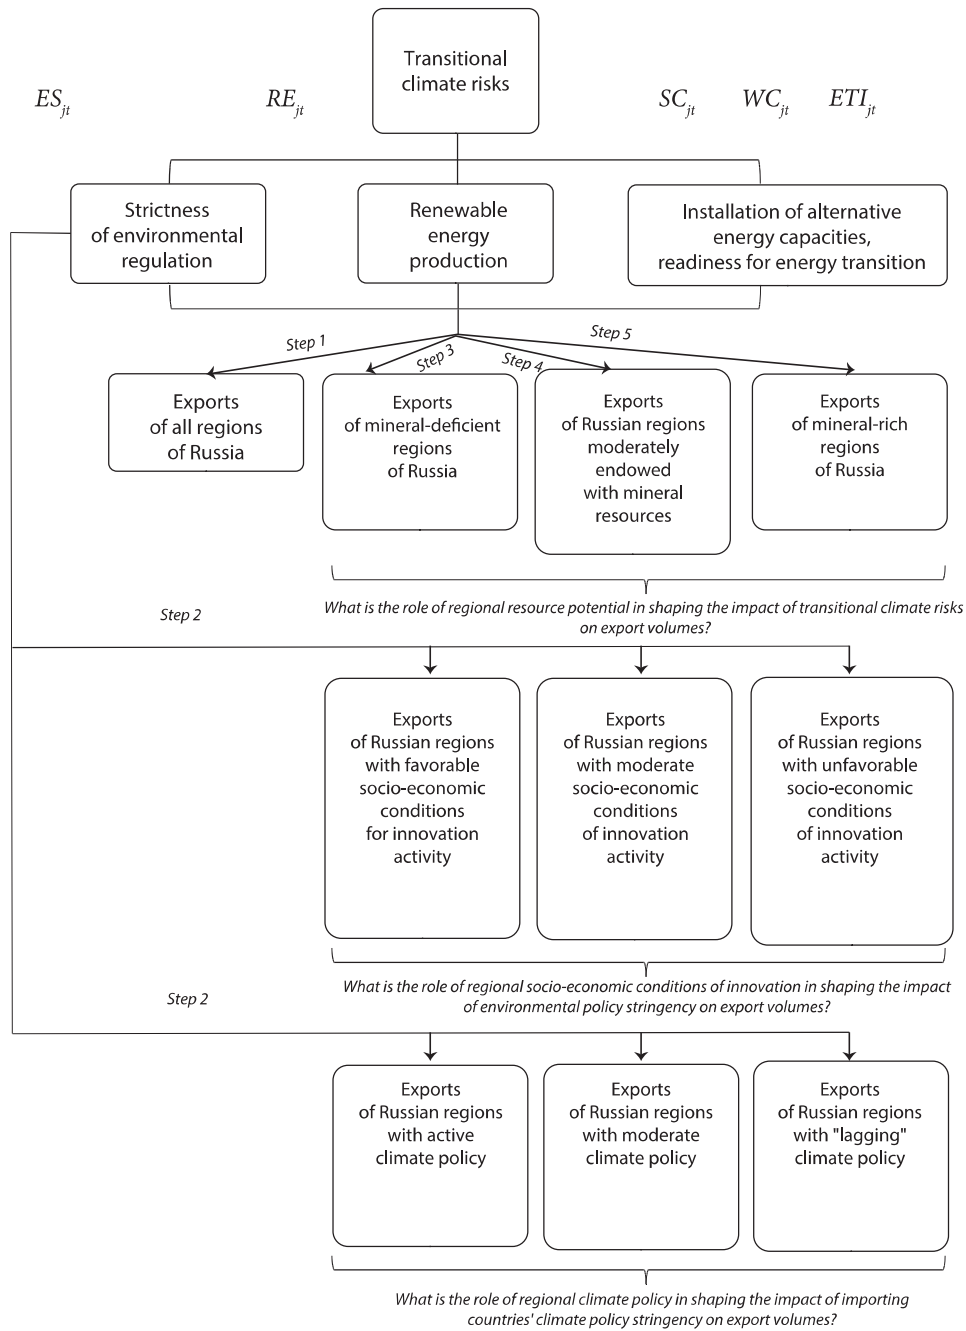 Transitional
climate risks
ES_jt
RE_jt
SC_jt
WC_jt
ETI_jt
Strictness
of environmental
regulation
Renewable
energy
production
Installation of alternative
energy capacities,
readiness for energy transition
Step 1
Step 3
Step 4
Step 5
Exports
of all regions
of Russia
Exports
of mineral-deficient
regions
of Russia
Exports
of Russian regions
moderately
endowed
with mineral
resources
Exports
of mineral-rich
regions
of Russia
What is the role of regional resource potential in shaping the impact of transitional climate risks
on export volumes?
Step 2
Exports
of Russian regions
with favorable
socio-economic
conditions
for innovation
activity
Exports
of Russian regions
with moderate
socio-economic
conditions
of innovation
activity
Exports
of Russian regions
with unfavorable
socio-economic
conditions
of innovation
activity
What is the role of regional socio-economic conditions of innovation in shaping the impact
of environmental policy stringency on export volumes?
Step 2
Exports
of Russian regions
with active
climate policy
Exports
of Russian regions
with moderate
climate policy
Exports
of Russian regions
with "lagging"
climate policy
What is the role of regional climate policy in shaping the impact of importing
countries' climate policy stringency on export volumes?